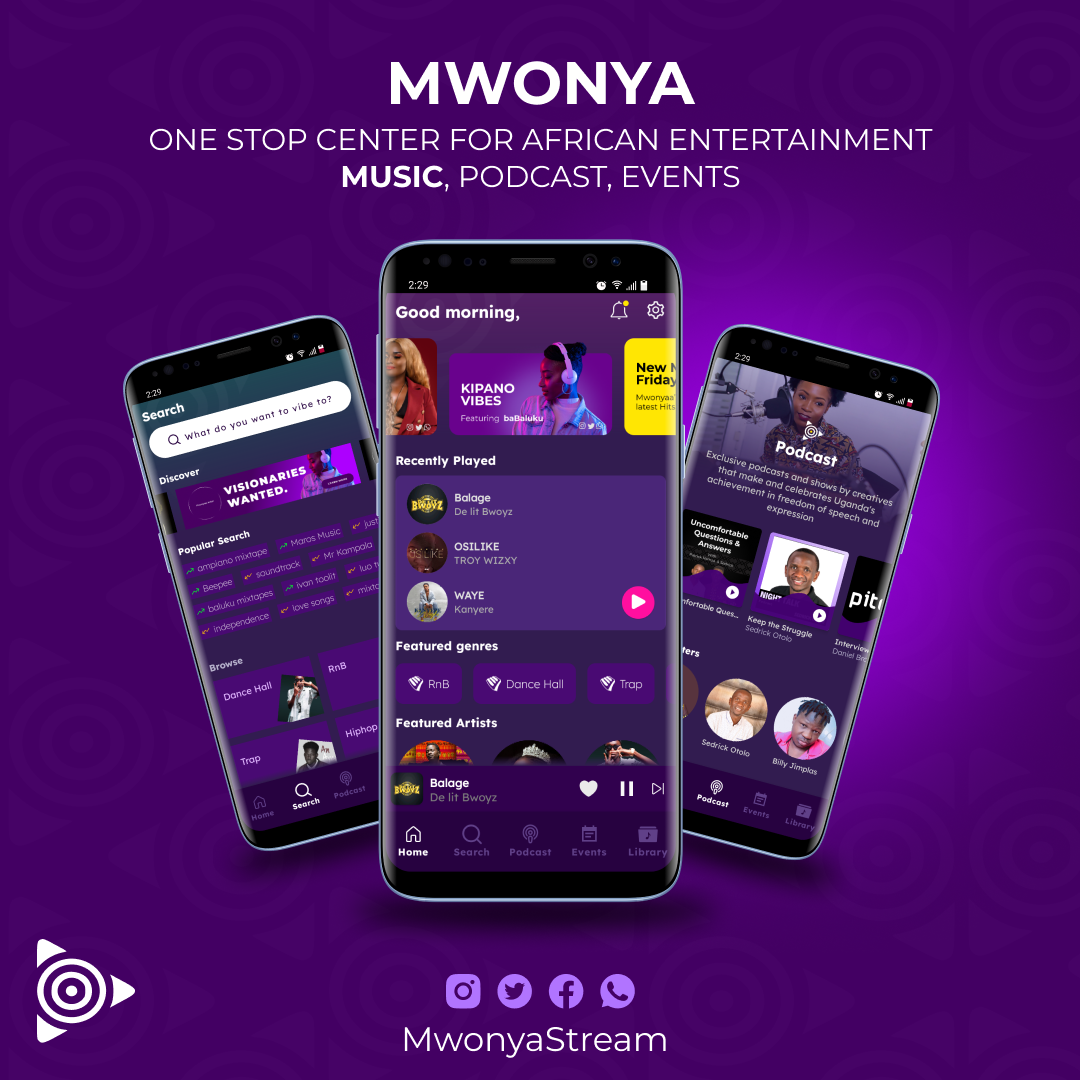 MWONYA
ONE STOP CENTER FOR AFRICAN ENTERTAINMENT
MUSIC, PODCAST, EVENTS
2:29
Search
What do you want to vibe to?
Discover
VISIONARIES
WANTED.
Popular Search
ampiano mixtape
Maros Music
just
Beepee
soundtrack
Mr Kampala
baluku mixtapes
ivan toolit
luo
independence
love songs
Browse
Dance Hall
RnB
Trap
Hiphop
Home
Search
Podcast
2:29
Good morning,
KIPANO
VIBES
Featuring baBaluku
New
Friday
Mwonyaa
latest Hits
Recently Played
Balage
De lit Bwoyz
OSILIKE
TROY WIZXY
WAYE
Kanyere
Featured genres
RnB
Dance Hall
Trap
Featured Artists
Balage
De lit Bwoyz
Home
Search
Podcast
Events
Library
2:29
Podcast
Exclusive podcasts and shows by creatives
that make and celebrates Uganda's
achievement in freedom of speech and
expression
Uncomfortable
Questions &
Answers
NIGHT
pit
nfortable Ques...
Keep the Struggle
Sedrick Otolo
Interview
Daniel
ters
Sedrick Otolo
Billy Jimplas
Podcast
Events
Library
MwonyaStream